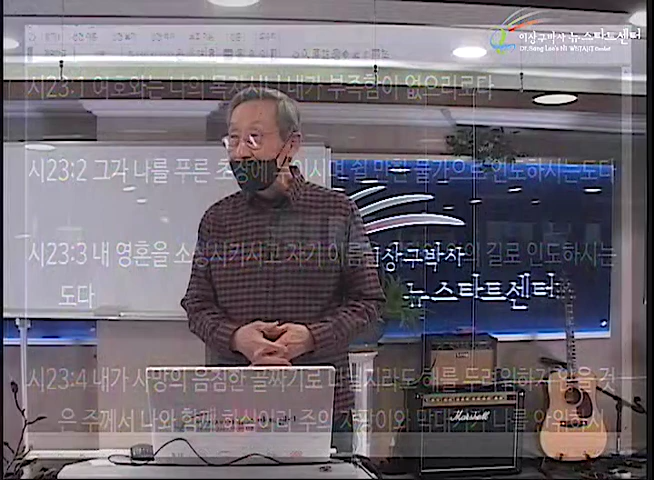 이상구박사 뉴스타트센터
시23:1 여호와는 나의 목자시니 내가 부족함이 없으리로다
시23:2 그가 나를 푸른 초장에 누이시며 쉴 만한 물가으로 인도하시는도다
시23:3 내 영혼을 소생시키시고 자기 이름 길로 인도하시는
도다
이상구박사
뉴스타트센터
시23:4 내가 사망의 음침한 골짜기로 다닐지라도 해를 두려워하지 않을 것
은 주께서 나와 함께 하심이라 주의 지팡이와 막대기가 나를 안위하시
Marshall